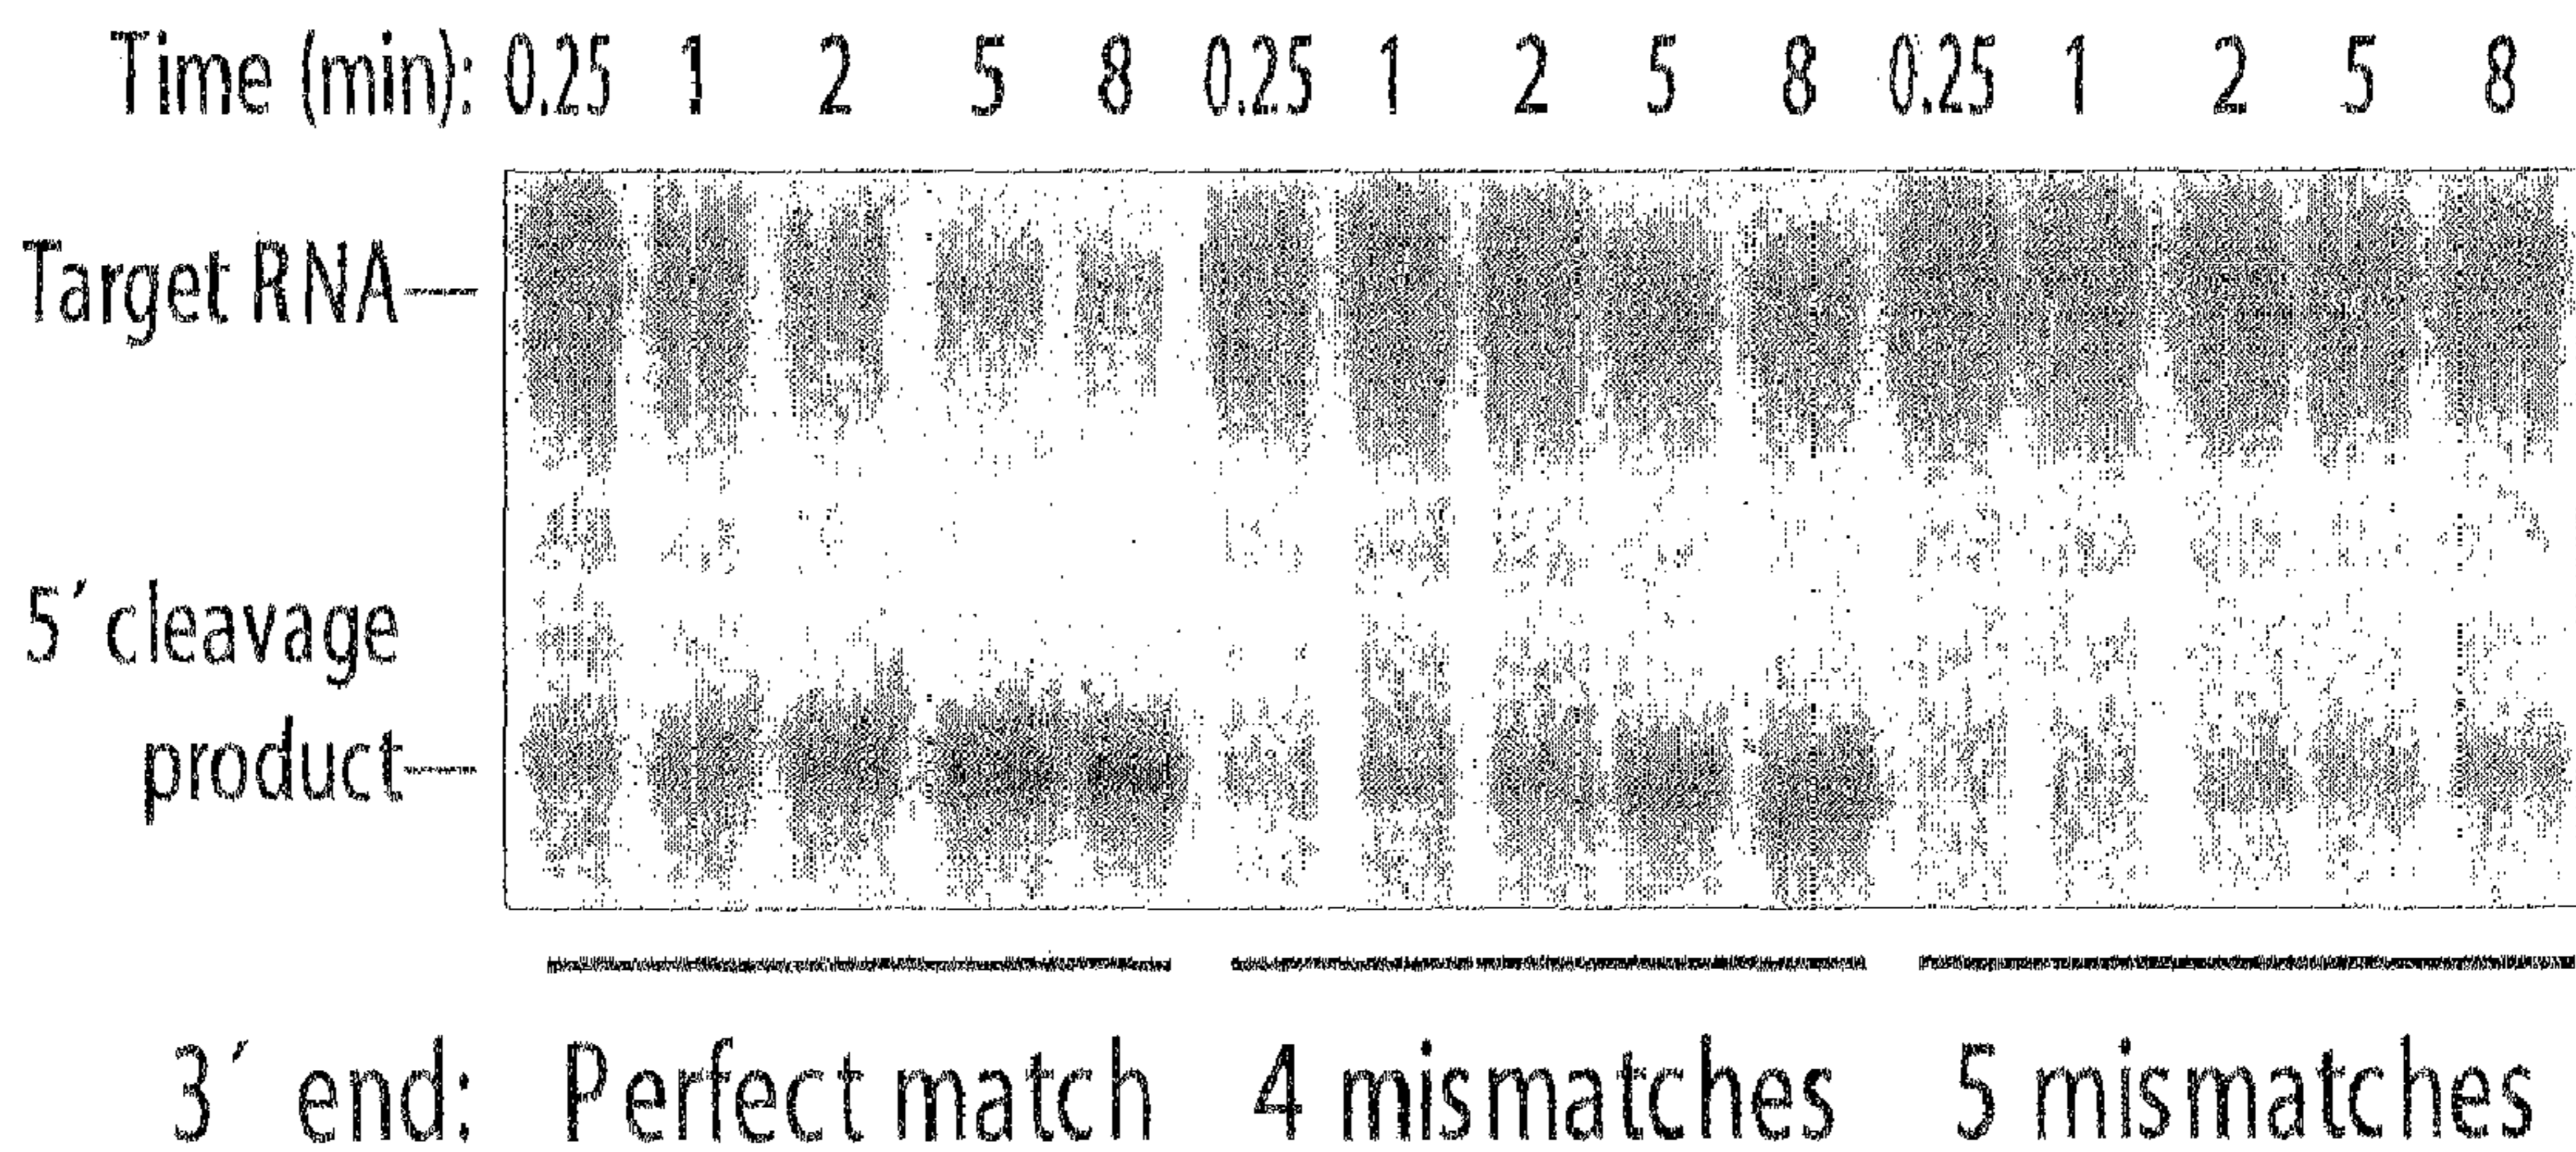 Time (min): 0.25 1 2 5 8 0.25 1 2 5 8 0.25 1 2 5 8
Target RNA
5´ cleavage
product
3´ end: Perfect match 4 mismatches 5 mismatches